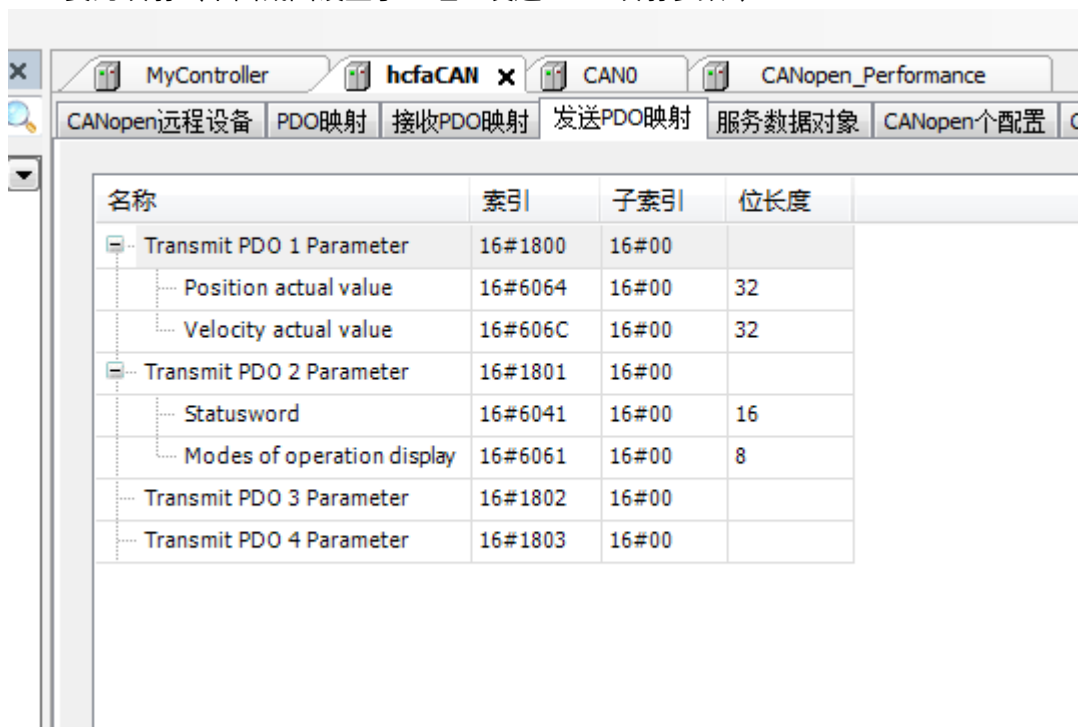 MyController hcfaCAN CAN0 CANopen_Performance
CANopen远程设备 PDO映射 接收PDO映射 发送PDO映射 服务数据对象 CANopen个配置
名称 索引 子索引 位长度
Transmit PDO 1 Parameter 16#1800 16#00
Position actual value 16#6064 16#00 32
Velocity actual value 16#606C 16#00 32
Transmit PDO 2 Parameter 16#1801 16#00
Statusword 16#6041 16#00 16
Modes of operation display 16#6061 16#00 8
Transmit PDO 3 Parameter 16#1802 16#00
Transmit PDO 4 Parameter 16#1803 16#00